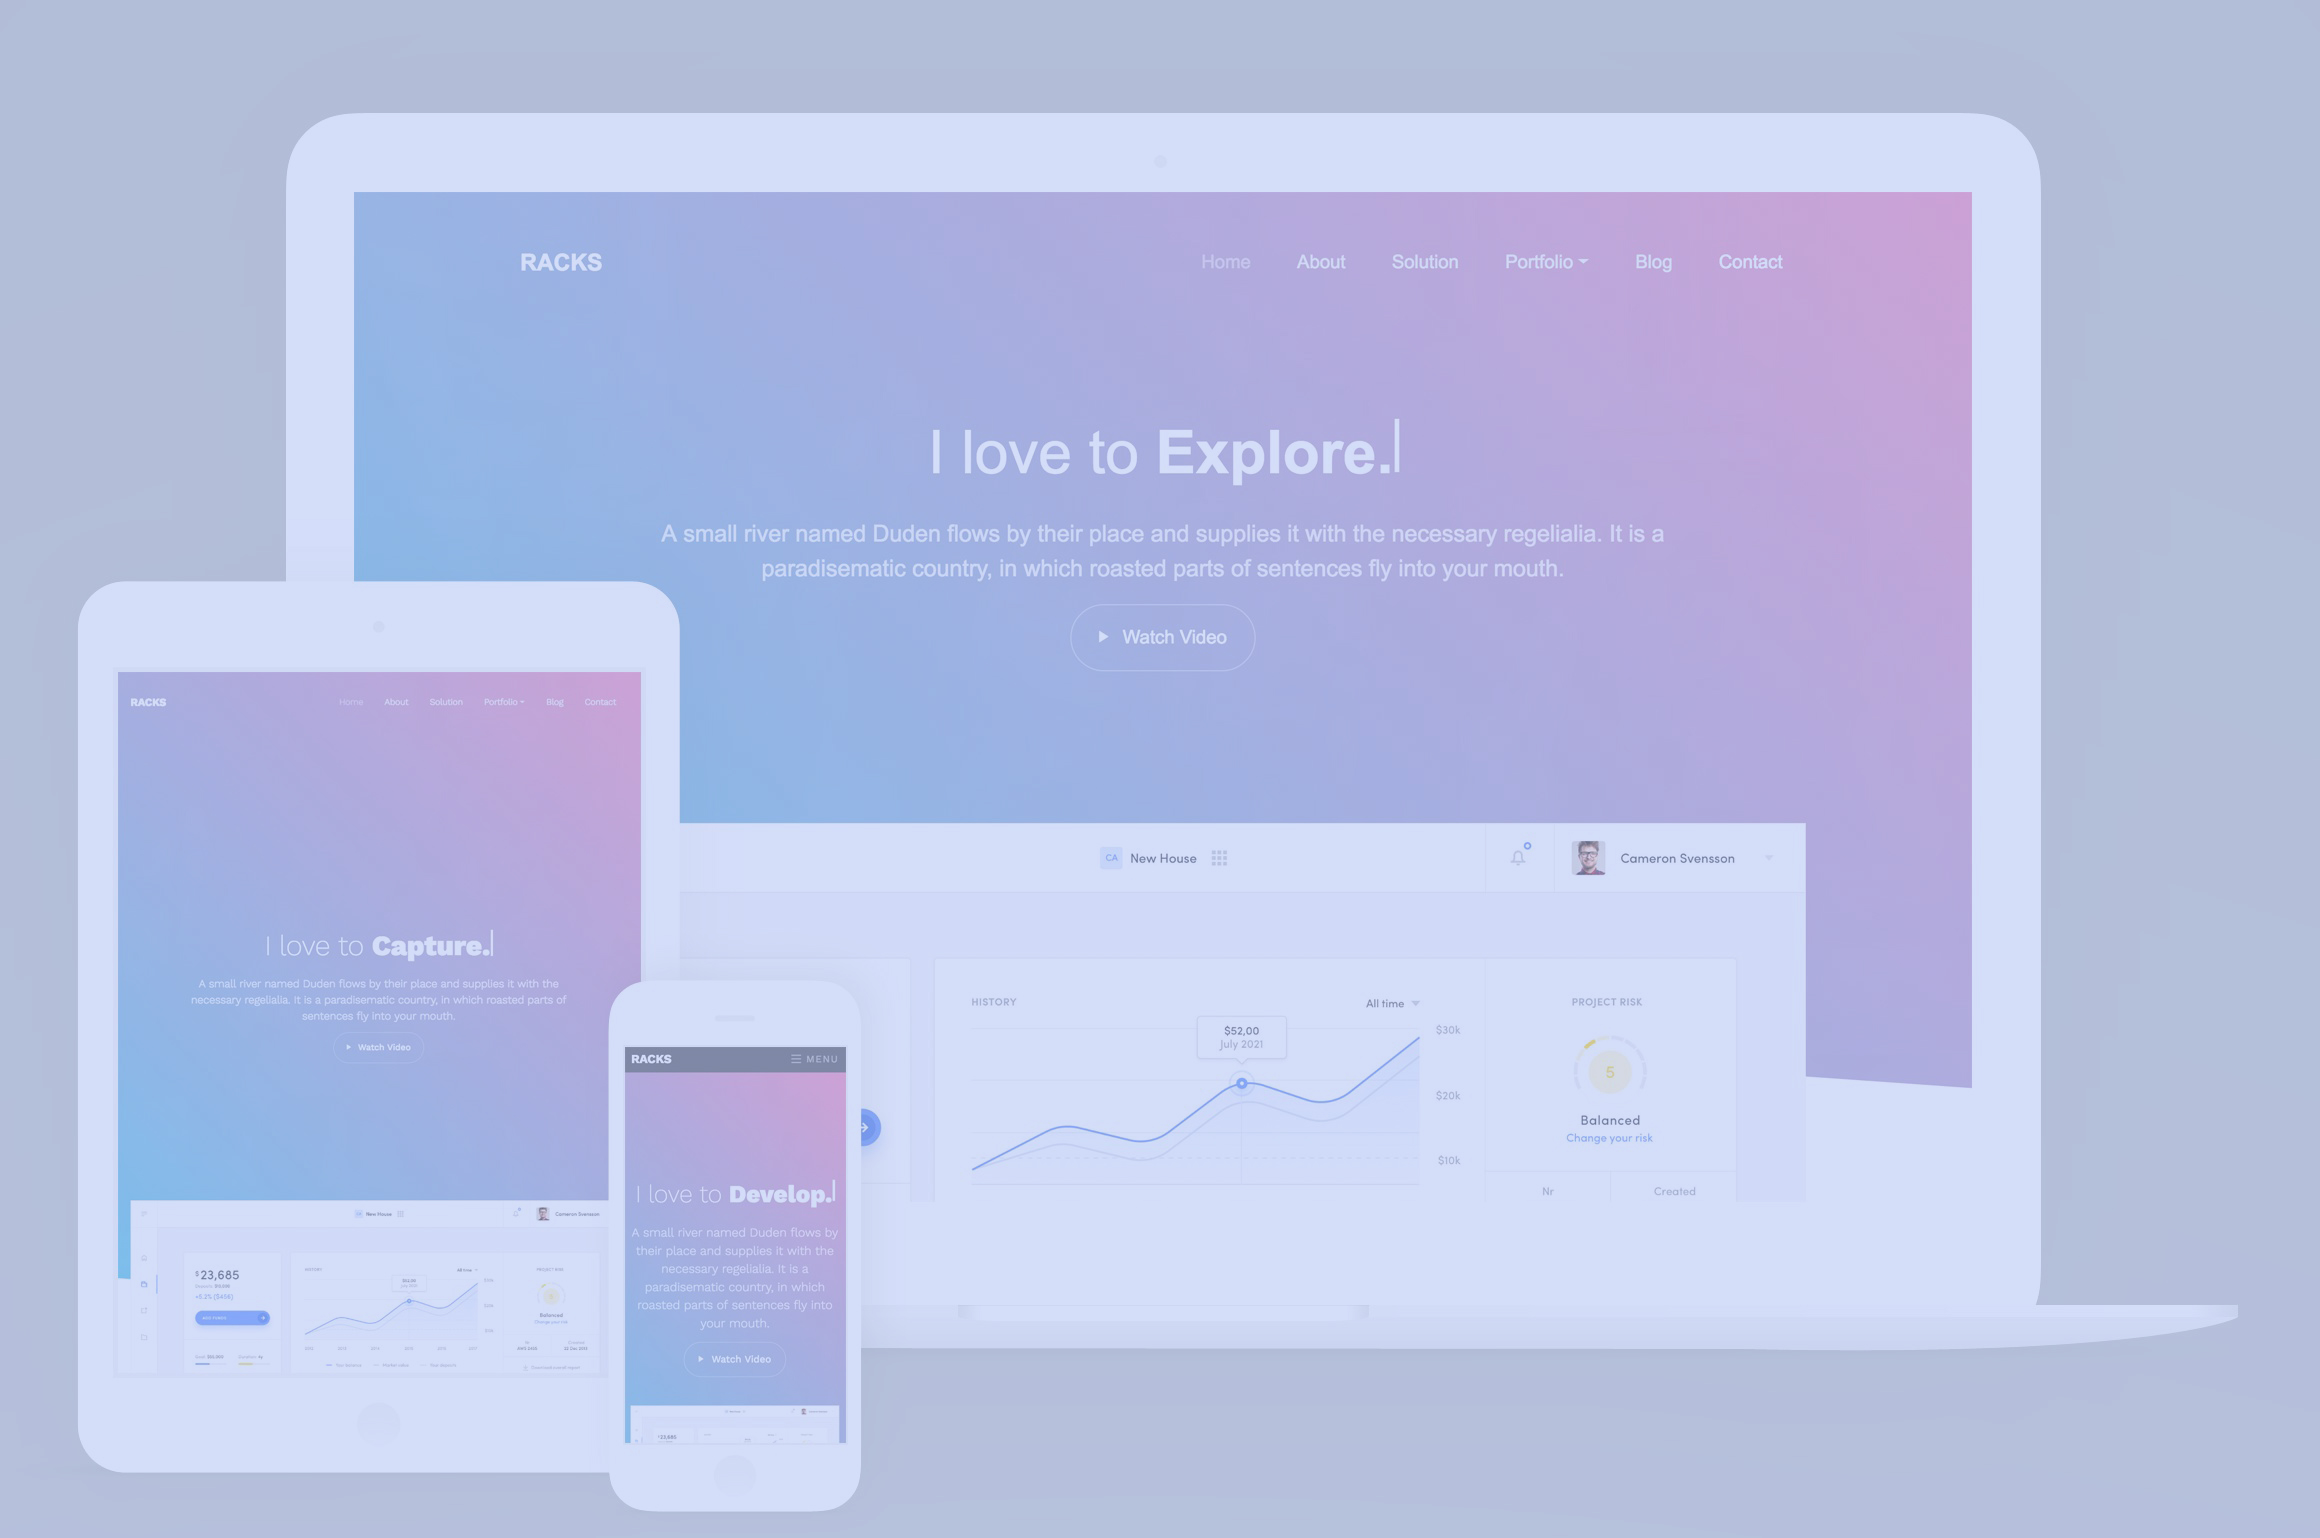 RACKS
Home About Solution Portfolio Blog Contact
I love to Explore.
A small river named Duden flows by their place and supplies it with the necessary regelialia. It is a
paradisematic country, in which roasted parts of sentences fly into your mouth.
Watch Video
CA New House
Cameron Svensson
HISTORY
All time
$52,00
July 2021
$30k
$20k
$10k
PROJECT RISK
5
Balanced
Change your risk
Nr
Created
RACKS
Home About Solution Portfolio Blog Contact
I love to Capture.
A small river named Duden flows by their place and supplies it with the
necessary regelialia. It is a paradisematic country, in which roasted parts of
sentences fly into your mouth.
Watch Video
New House
Cameron Svensson
$23,685
HISTORY
All time
PROJECT RISK
Balanced
Change your risk
RACKS
MENU
I love to Develop.
A small river named Duden flows by
their place and supplies it with the
necessary regelialia. It is a
paradisematic country, in which
roasted parts of sentences fly into
your mouth.
Watch Video
$23,685